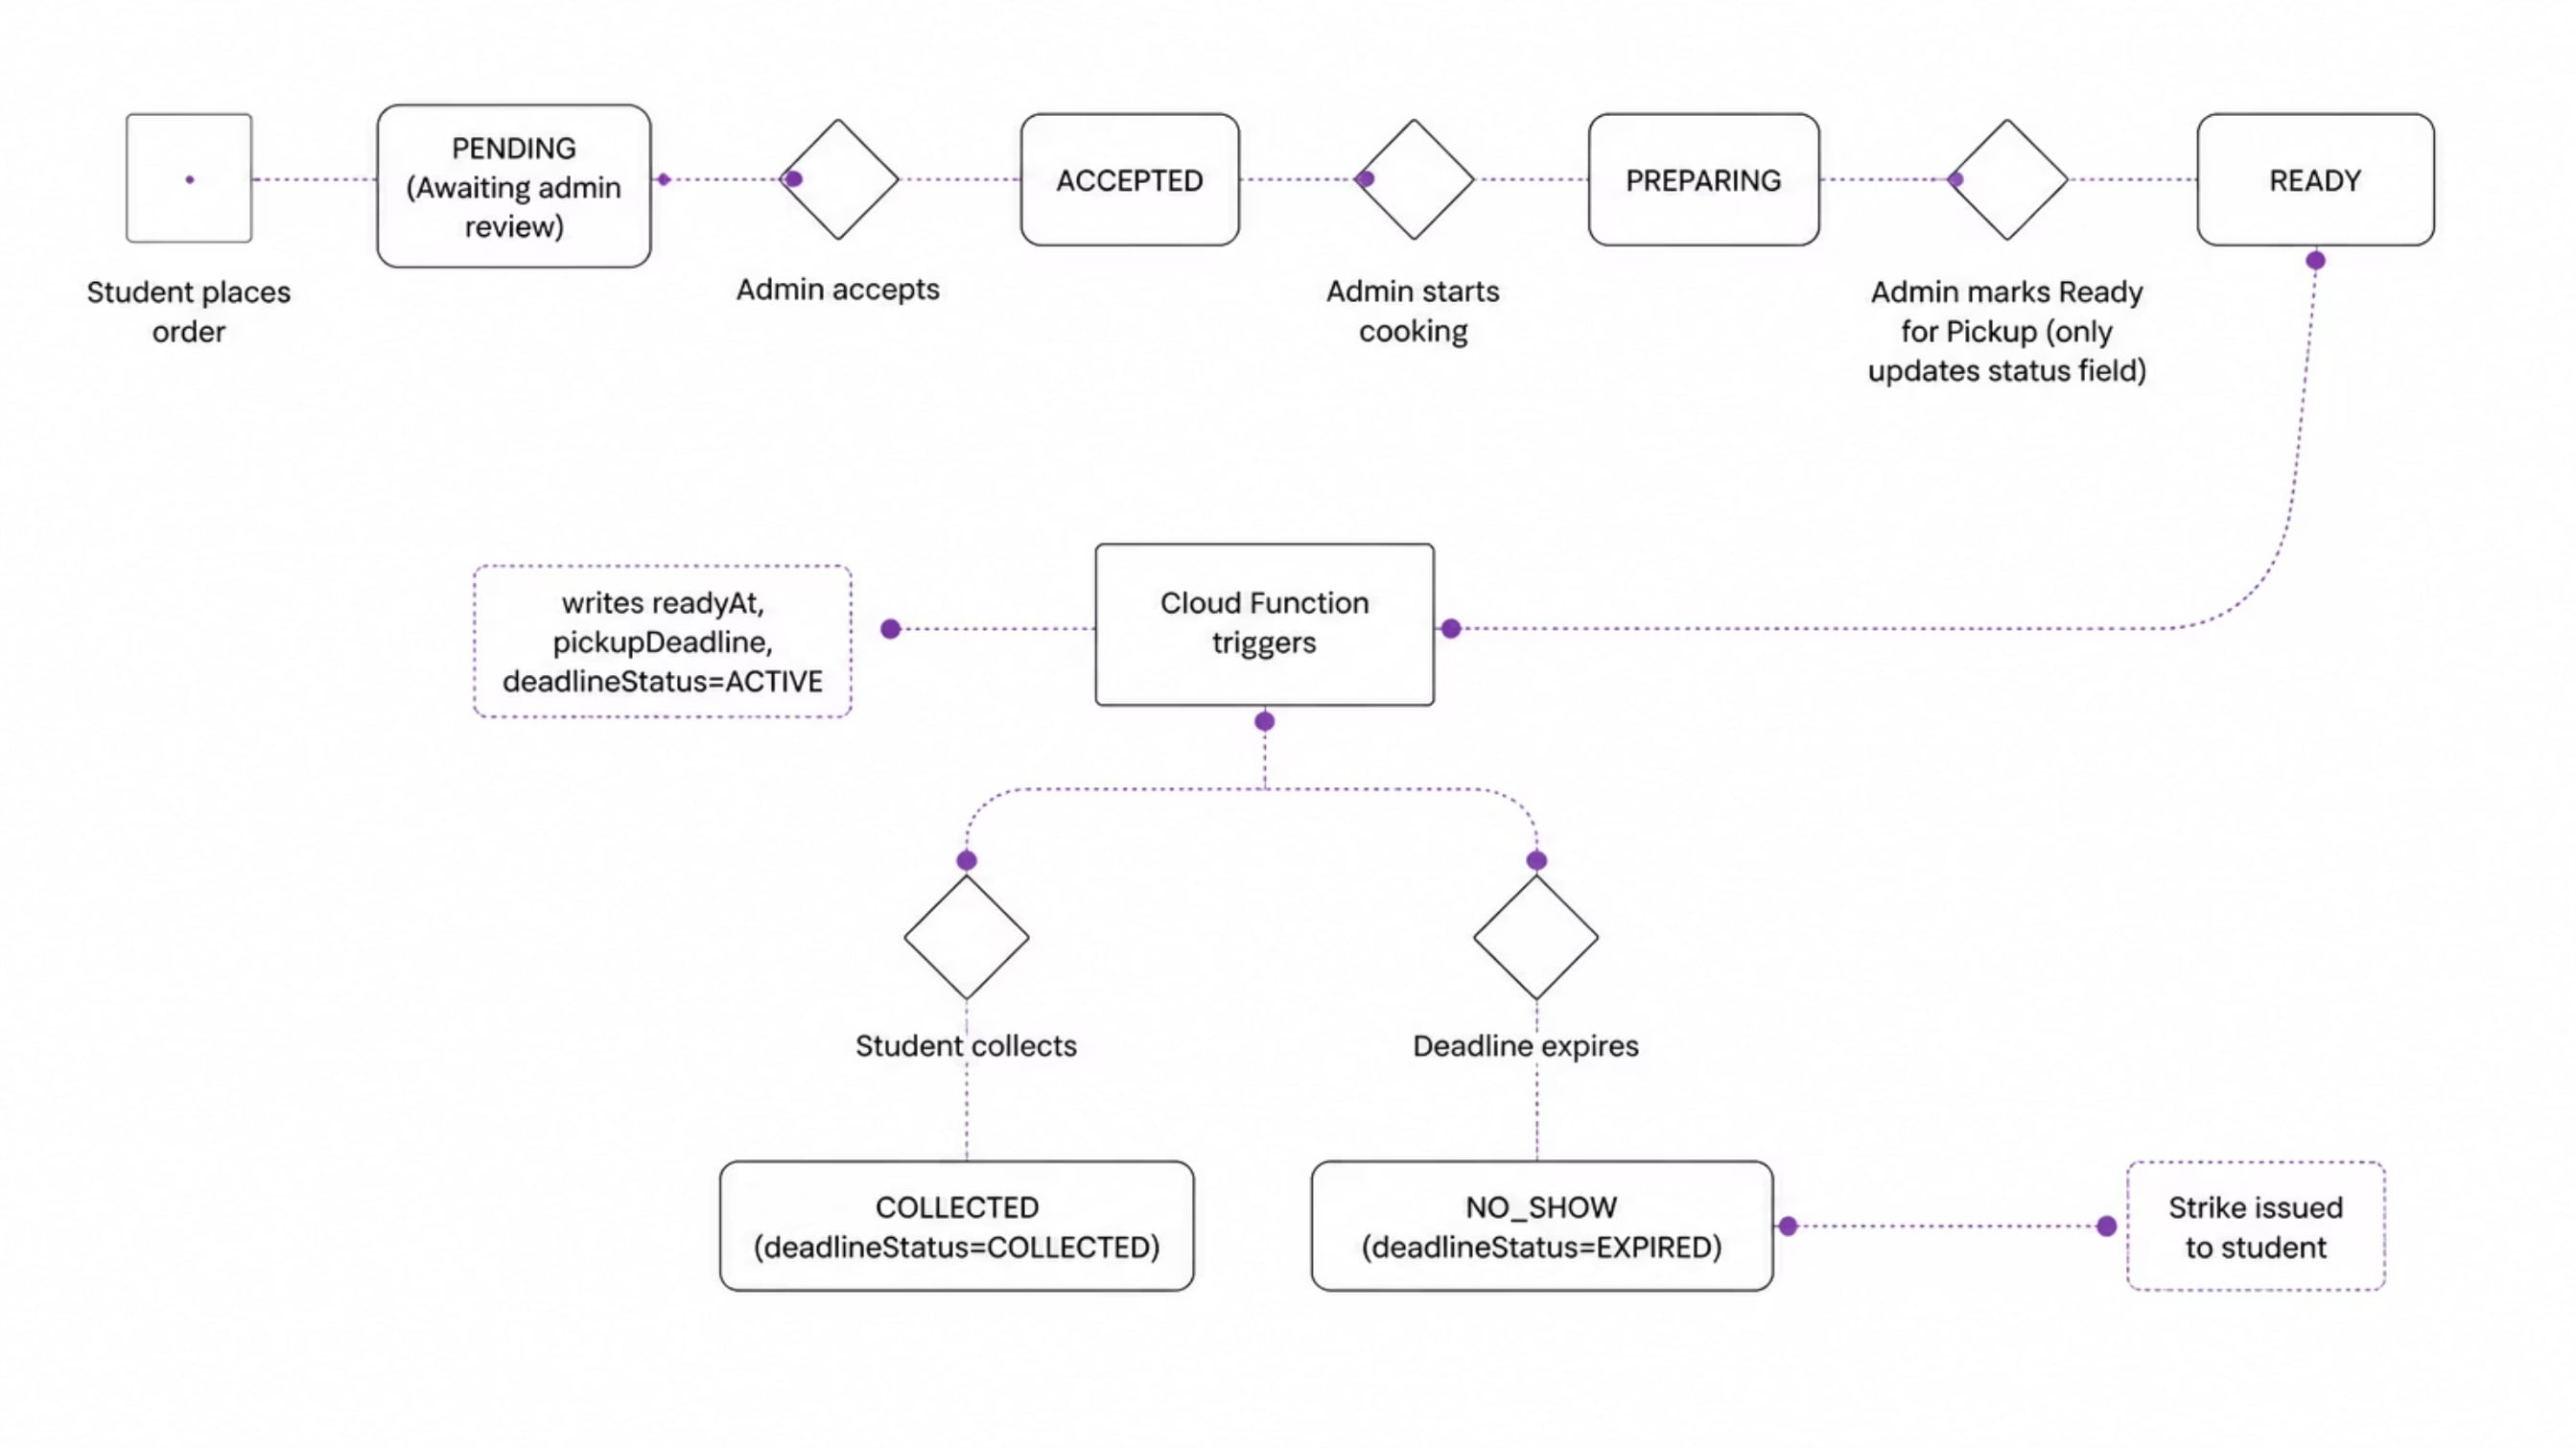 PENDING
(Awaiting admin
review)
ACCEPTED
PREPARING
READY
Student places
order
Admin accepts
Admin starts
cooking
Admin marks Ready
for Pickup (only
updates status field)
writes readyAt,
pickupDeadline,
deadlineStatus=ACTIVE
Cloud Function
triggers
Student collects
Deadline expires
COLLECTED
(deadlineStatus=COLLECTED)
NO_SHOW
(deadlineStatus=EXPIRED)
Strike issued
to student